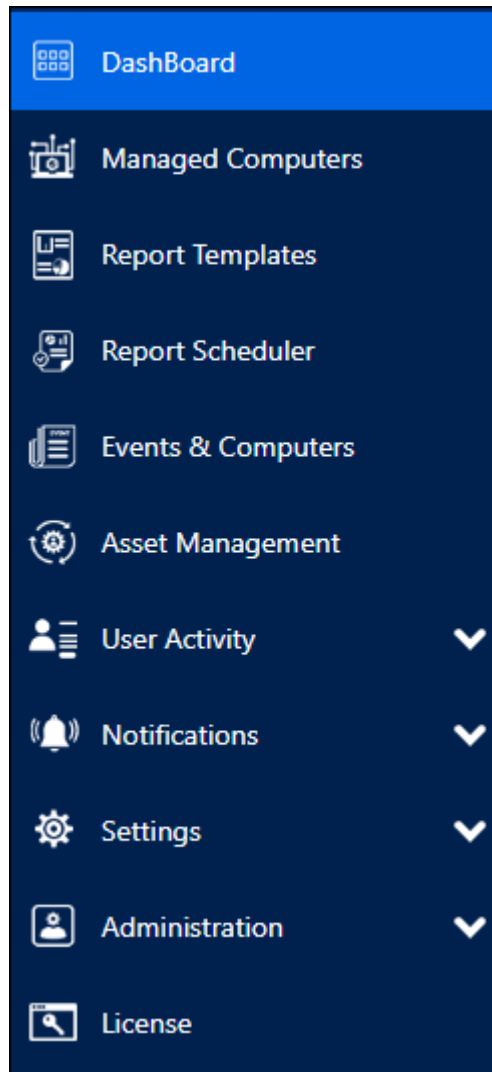 DashBoard
Managed Computers
Report Templates
Report Scheduler
Events & Computers
Asset Management
User Activity
Notifications
Settings
Administration
License